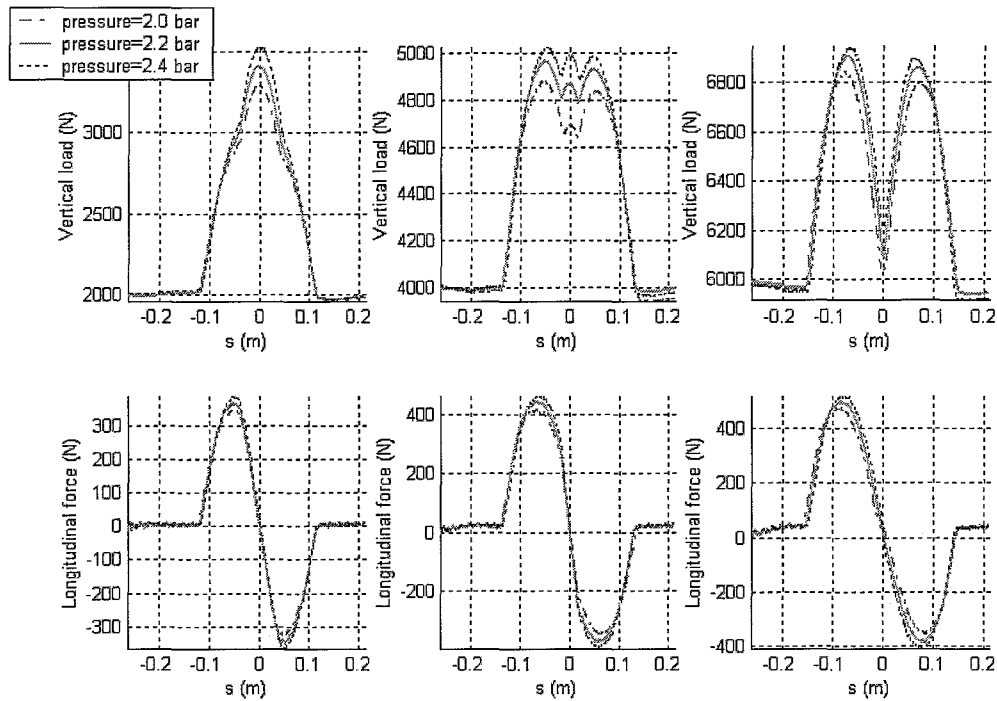 pressure=2.0 bar
pressure=2.2 bar
pressure=2.4 bar
Vertical load (N)
3000
2500
2000
-0.2 -0.1 0 0.1 0.2
s (m)
Vertical load (N)
5000
4800
4600
4400
4200
4000
-0.2 -0.1 0 0.1 0.2
s (m)
Vertical load (N)
6800
6600
6400
6200
6000
-0.2 -0.1 0 0.1 0.2
s (m)
Longitudinal force (N)
300
200
100
0
-100
-200
-300
-0.2 -0.1 0 0.1 0.2
s (m)
Longitudinal force (N)
400
200
0
-200
-0.2 -0.1 0 0.1 0.2
s (m)
Longitudinal force (N)
400
200
0
-200
-400
-0.2 -0.1 0 0.1 0.2
s (m)